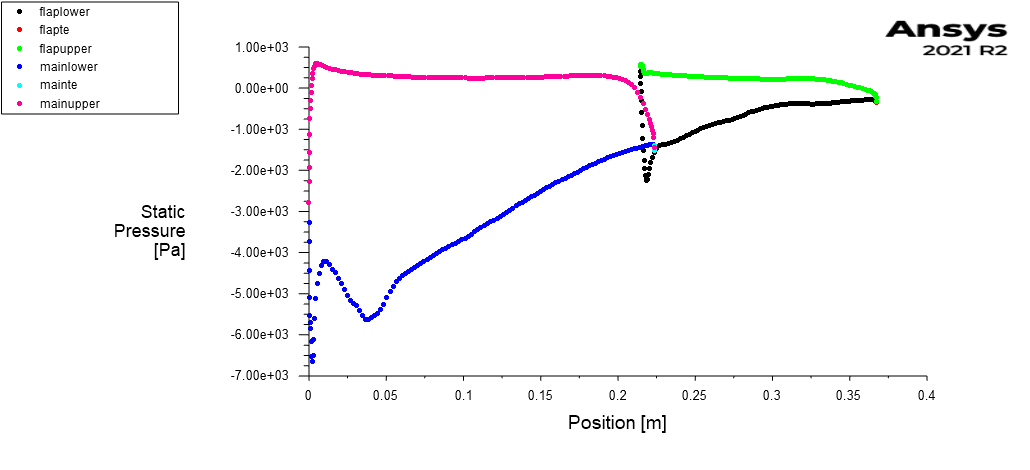 flaplower
flapte
flapupper
mainlower
mainte
mainupper
Ansys
2021 R2
1.00e+03
0.00e+00
-1.00e+03
-2.00e+03
-3.00e+03
-4.00e+03
-5.00e+03
-6.00e+03
-7.00e+03
Static
Pressure
[Pa]
0 0.05 0.1 0.15 0.2 0.25 0.3 0.35 0.4
Position [m]